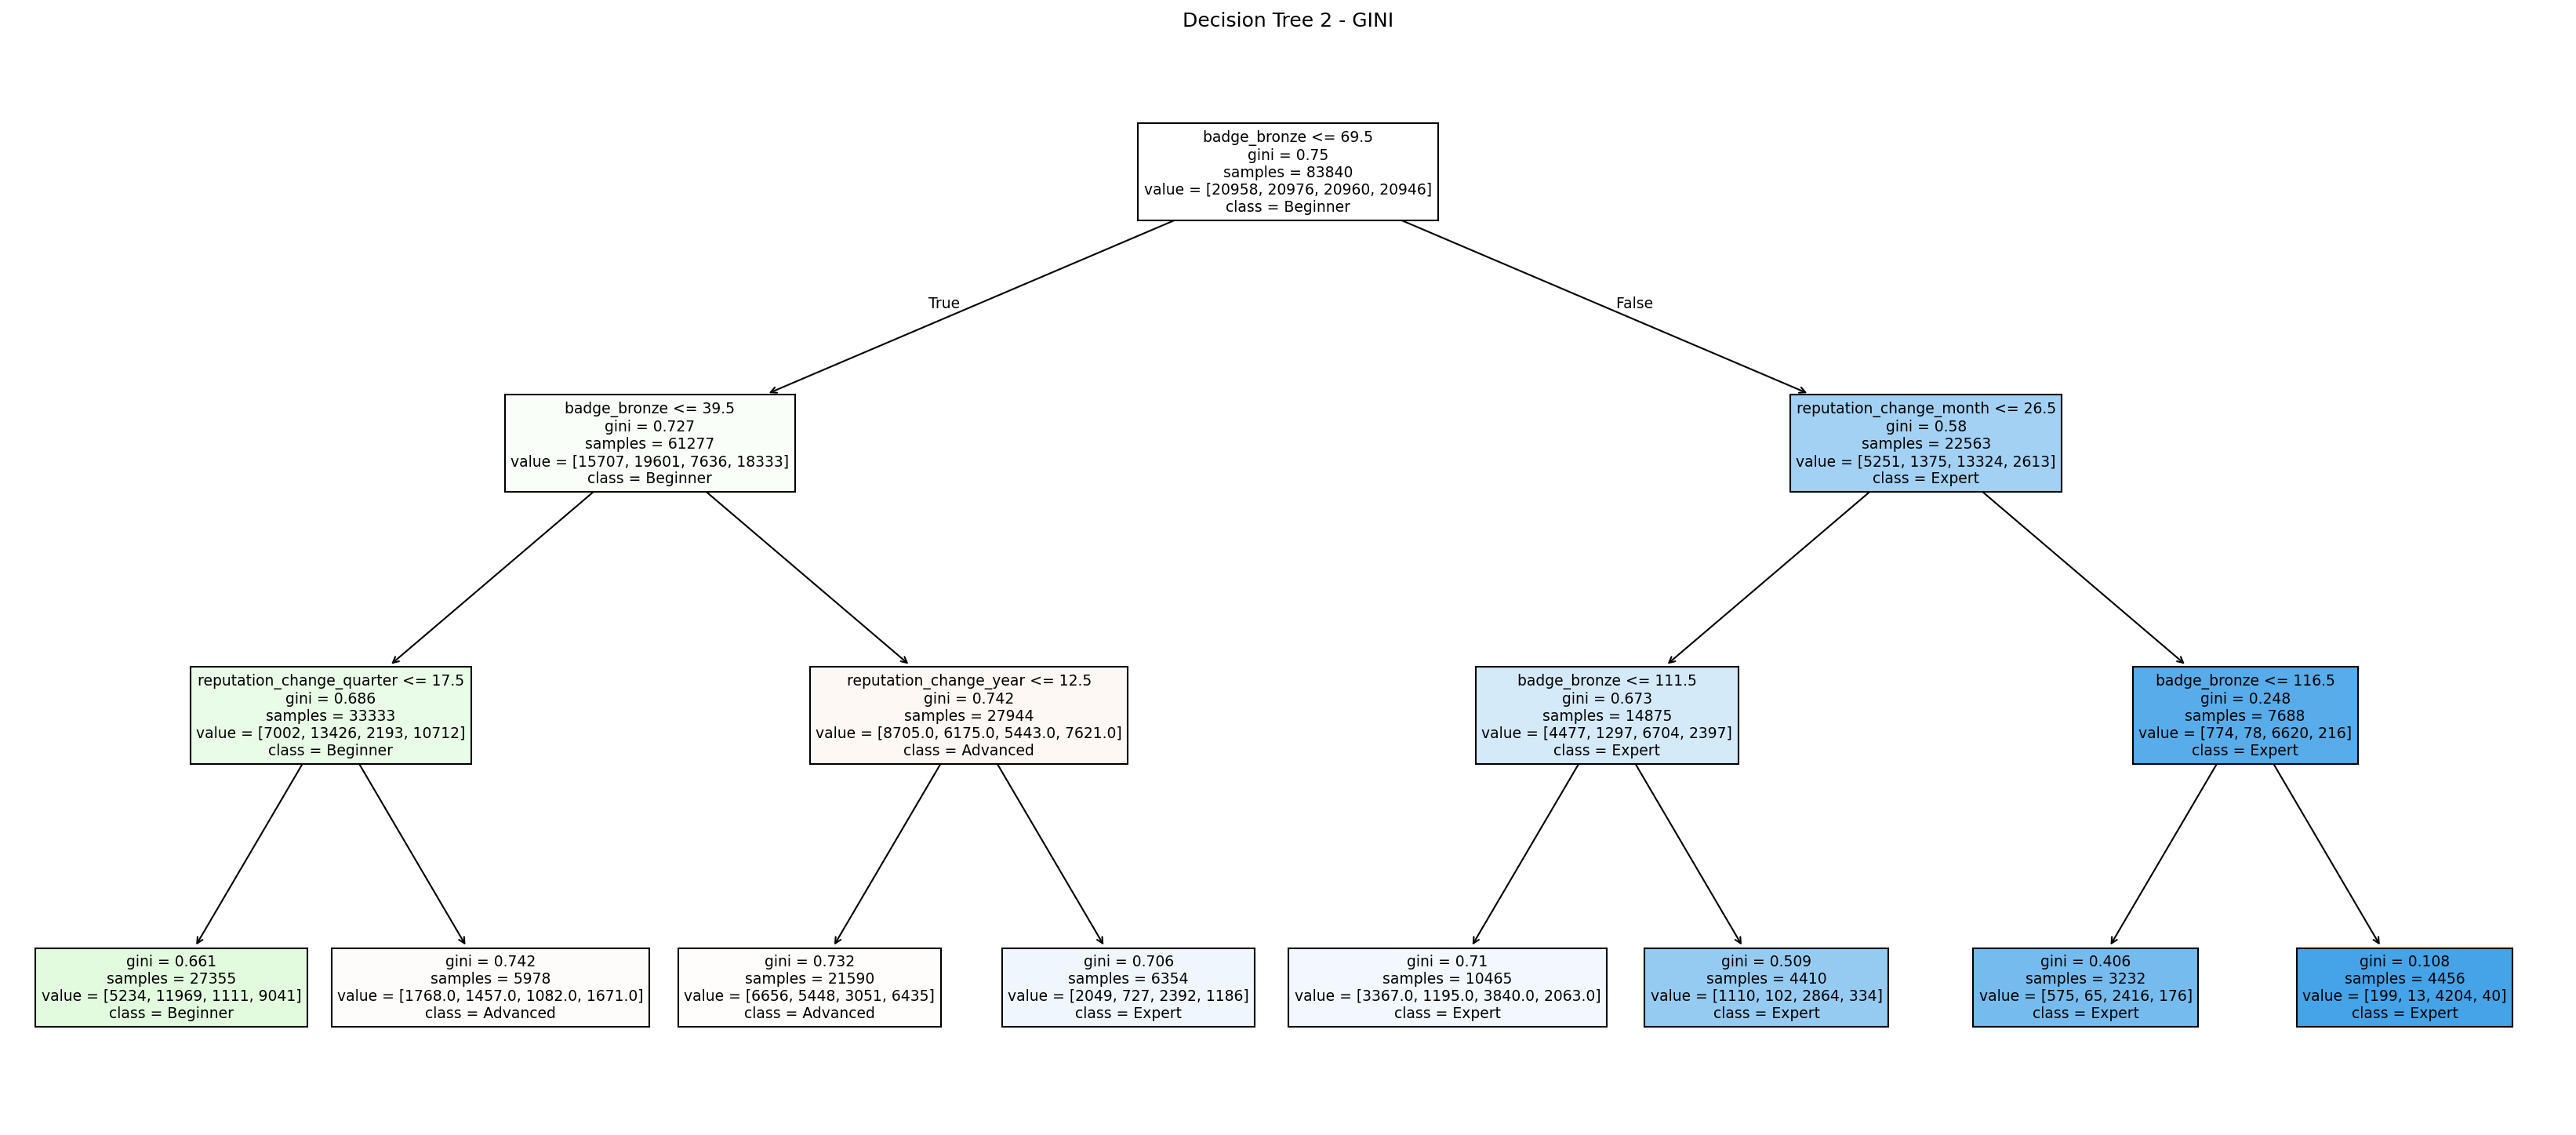 Decision Tree 2 - GINI
badge_bronze <= 69.5
gini = 0.75
samples = 83840
value = [20958, 20976, 20960, 20946]
class = Beginner
True
False
badge_bronze <= 39.5
gini = 0.727
samples = 61277
value = [15707, 19601, 7636, 18333]
class = Beginner
reputation_change_month <= 26.5
gini = 0.58
samples = 22563
value = [5251, 1375, 13324, 2613]
class = Expert
reputation_change_quarter <= 17.5
gini = 0.686
samples = 33333
value = [7002, 13426, 2193, 10712]
class = Beginner
reputation_change_year <= 12.5
gini = 0.742
samples = 27944
value = [8705.0, 6175.0, 5443.0, 7621.0]
class = Advanced
badge_bronze <= 111.5
gini = 0.673
samples = 14875
value = [4477, 1297, 6704, 2397]
class = Expert
badge_bronze <= 116.5
gini = 0.248
samples = 7688
value = [774, 78, 6620, 216]
class = Expert
gini = 0.661
samples = 27355
value = [5234, 11969, 1111, 9041]
class = Beginner
gini = 0.742
samples = 5978
value = [1768.0, 1457.0, 1082.0, 1671.0]
class = Advanced
gini = 0.732
samples = 21590
value = [6656, 5448, 3051, 6435]
class = Advanced
gini = 0.706
samples = 6354
value = [2049, 727, 2392, 1186]
class = Expert
gini = 0.71
samples = 10465
value = [3367.0, 1195.0, 3840.0, 2063.0]
class = Expert
gini = 0.509
samples = 4410
value = [1110, 102, 2864, 334]
class = Expert
gini = 0.406
samples = 3232
value = [575, 65, 2416, 176]
class = Expert
gini = 0.108
samples = 4456
value = [199, 13, 4204, 40]
class = Expert